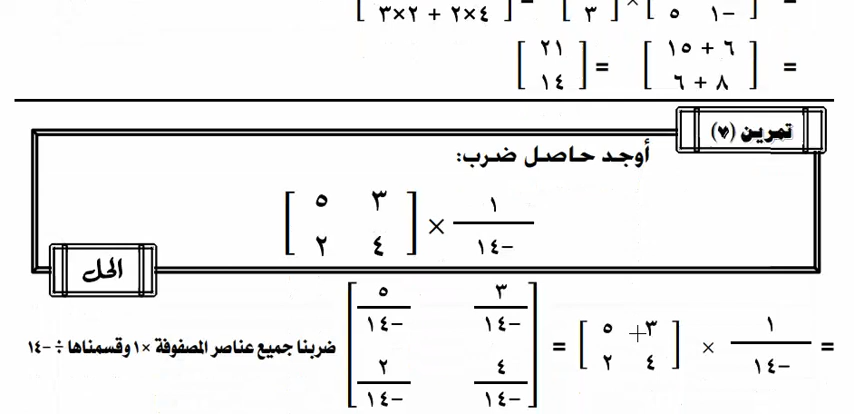 = [ ٥ ١- ] × [ ٣ ] =
[ ٣×٢ + ٢×٤ ]
= [ ٦ + ١٥ ] = [ ٢١ ]
[ ٨ + ٦ ] [ ١٤ ]
تمرين (٧)
أوجد حاصل ضرب:
١/١٤− × [ ٣ ٥ ]
[ ٤ ٢ ]
الحل
= ١/١٤− × [ ٣+ ٥ ] = [ ٣/١٤− ٥/١٤− ] ضربنا جميع عناصر المصفوفة ×١ وقسمناها ÷ −١٤
[ ٤ ٢ ] [ ٤/١٤− ٢/١٤− ]